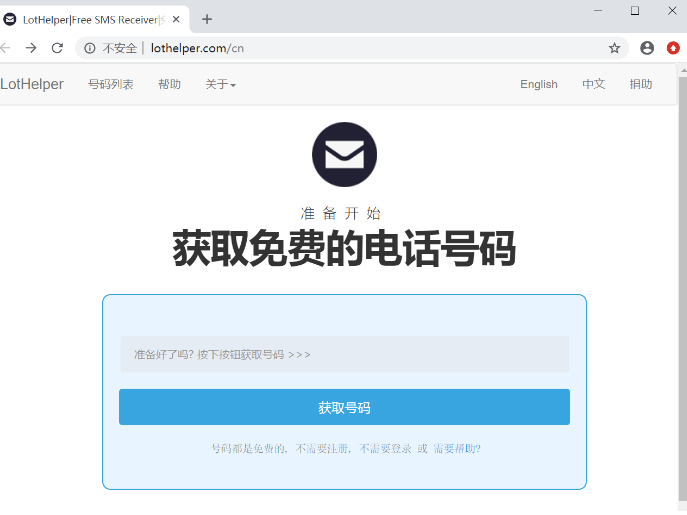 LotHelper|Free SMS Receiver|
不安全 | lothelper.com/cn
LotHelper 号码列表 帮助 关于 English 中文 捐助
准备开始
获取免费的电话号码
准备好了吗? 按下按钮获取号码 >>>
获取号码
号码都是免费的, 不需要注册, 不需要登录 或 需要帮助?